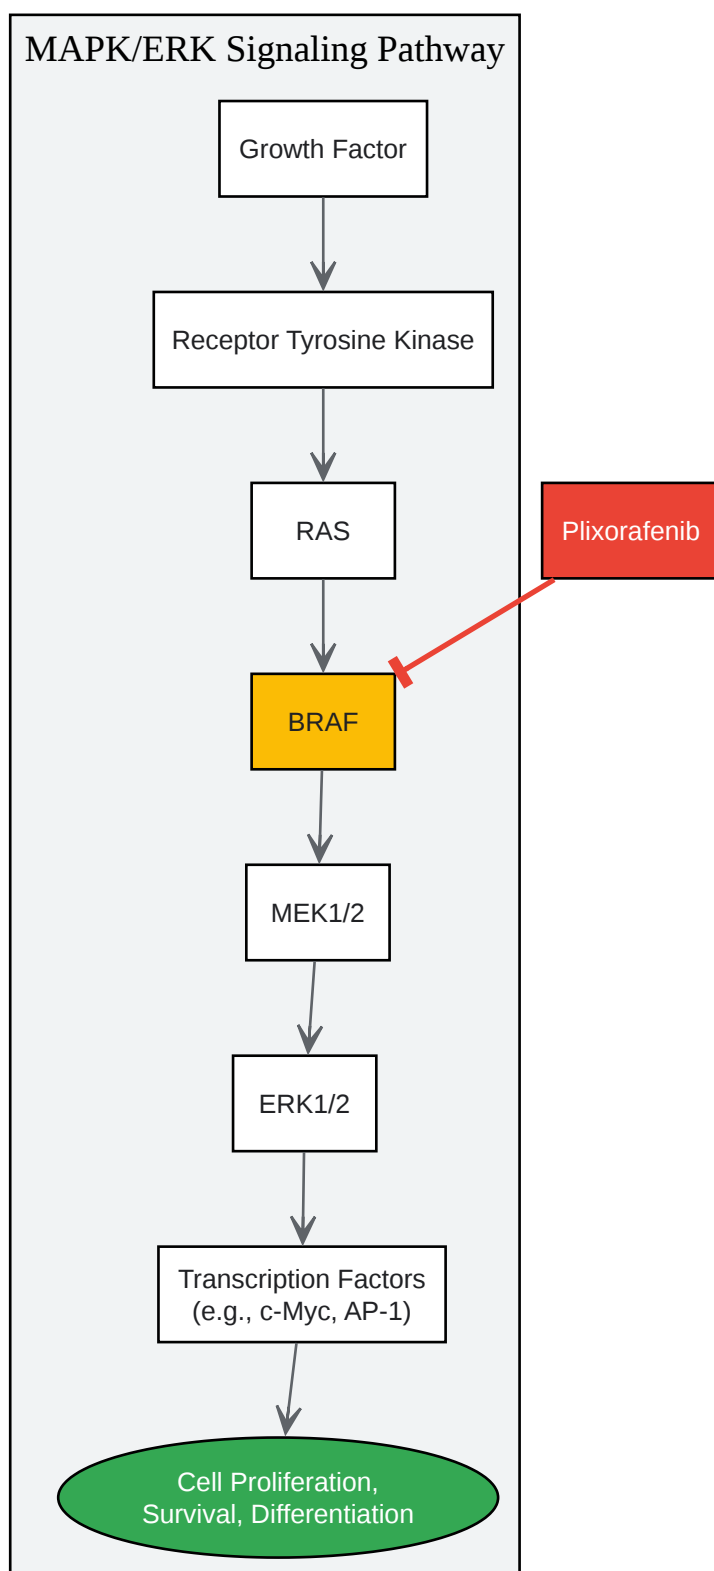 MAPK/ERK Signaling Pathway
Growth Factor
Receptor Tyrosine Kinase
RAS
Plixorafenib
BRAF
MEK1/2
ERK1/2
Transcription Factors
(e.g., c-Myc, AP-1)
Cell Proliferation,
Survival, Differentiation